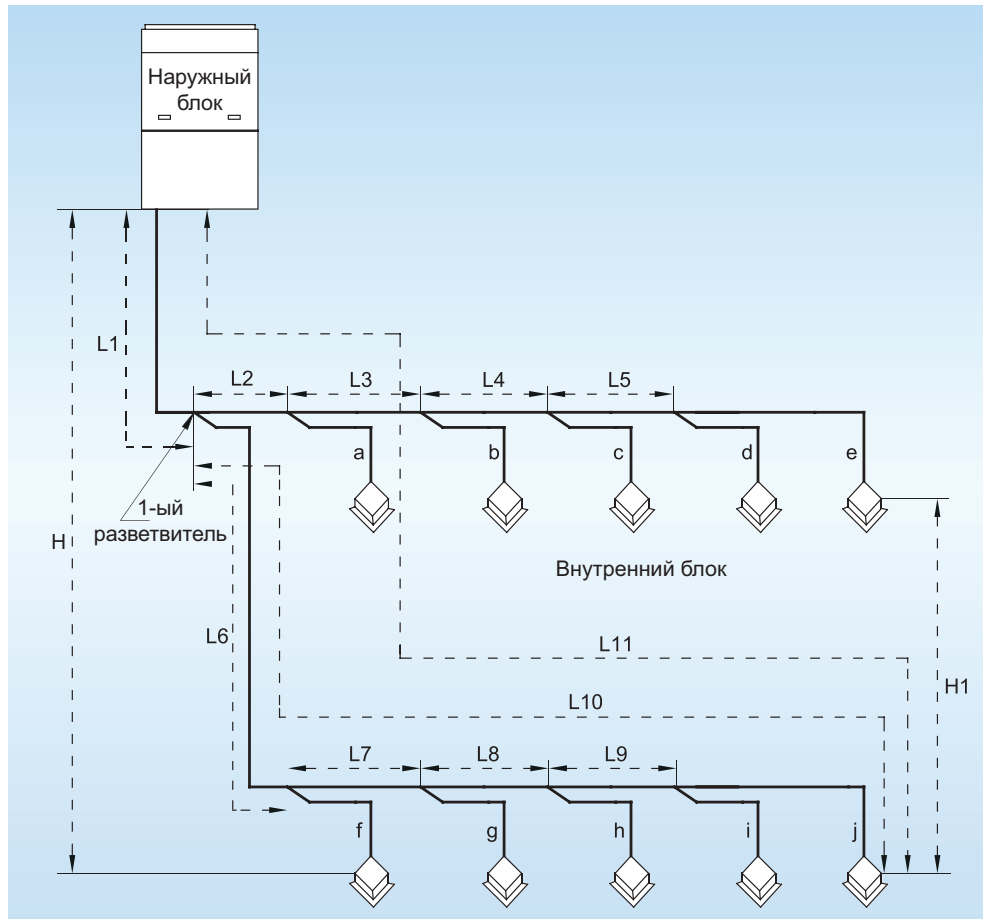 Наружный
блок
L1
L2
L3
L4
L5
a
b
c
d
e
1-ый
разветвитель
H
Внутренний блок
L6
L11
H1
L10
L7
L8
L9
f
g
h
i
j